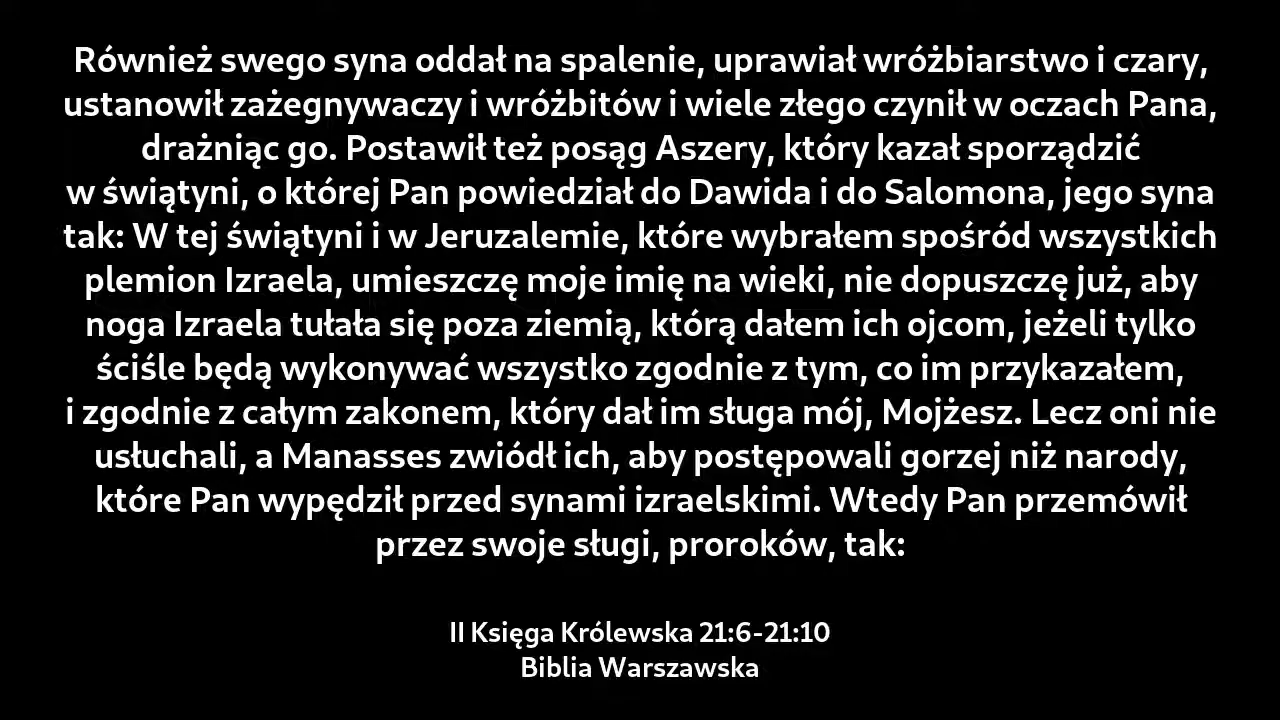 Również swego syna oddał na spalenie, uprawiał wróżbiarstwo i czary,
ustanowił zażegnywaczy i wróżbitów i wiele złego czynił w oczach Pana,
drażniąc go. Postawił też posąg Aszery, który kazał sporządzić
w świątyni, o której Pan powiedział do Dawida i do Salomona, jego syna
tak: W tej świątyni i w Jeruzalemie, które wybrałem spośród wszystkich
plemion Izraela, umieszczę moje imię na wieki, nie dopuszczę już, aby
noga Izraela tułała się poza ziemią, którą dałem ich ojcom, jeżeli tylko
ściśle będą wykonywać wszystko zgodnie z tym, co im przykazałem,
i zgodnie z całym zakonem, który dał im sługa mój, Mojżesz. Lecz oni nie
usłuchali, a Manasses zwiódł ich, aby postępowali gorzej niż narody,
które Pan wypędził przed synami izraelskimi. Wtedy Pan przemówił
przez swoje sługi, proroków, tak:
II Księga Królewska 21:6-21:10
Biblia Warszawska